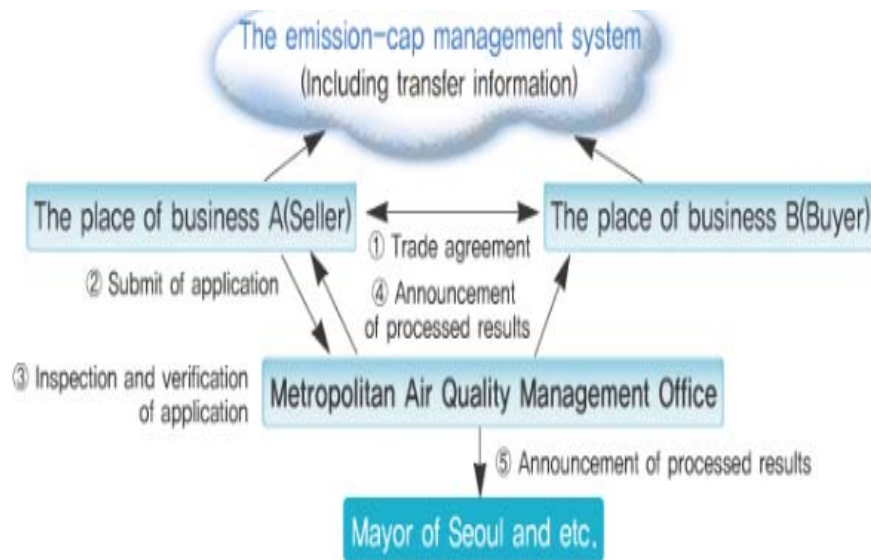 The emission-cap management system
(Including transfer information)
The place of business A(Seller)
The place of business B(Buyer)
① Trade agreement
② Submit of application
④ Announcement
of processed results
③ Inspection and verification
of application
Metropolitan Air Quality Management Office
⑤ Announcement of processed results
Mayor of Seoul and etc.